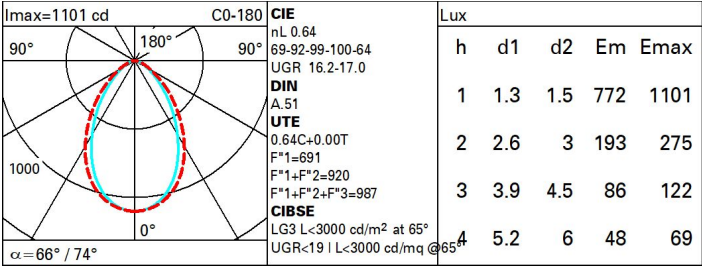 Imax=1101 cd C0-180
90° 180° 90°
1000
0°
α=66° / 74°
CIE
nL 0.64
69-92-99-100-64
UGR 16.2-17.0
DIN
A.51
UTE
0.64C+0.00T
F"1=691
F"1+F"2=920
F"1+F"2+F"3=987
CIBSE
LG3 L<3000 cd/m² at 65°
UGR<19 | L<3000 cd/mq @65°
Lux
h d1 d2 Em Emax
1 1.3 1.5 772 1101
2 2.6 3 193 275
3 3.9 4.5 86 122
4 5.2 6 48 69